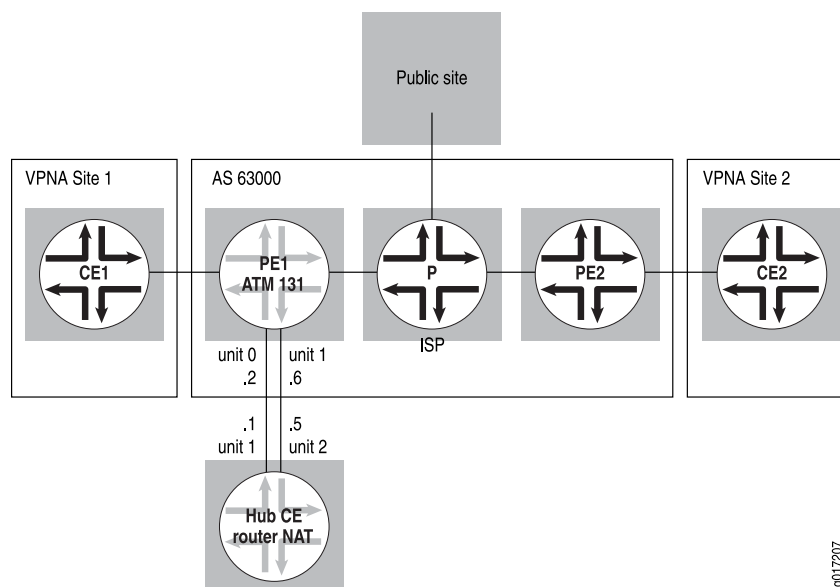 Public site
VPNA Site 1
AS 63000
VPNA Site 2
CE1
PE1
ATM 131
P
PE2
CE2
ISP
unit 0
unit 1
.2
.6
.1
.5
unit 1
unit 2
Hub CE
router NAT
g017207